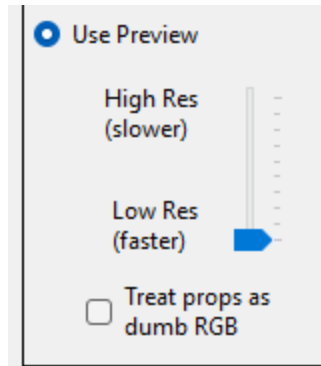 Use Preview
High Res
(slower)
Low Res
(faster)
Treat props as
dumb RGB